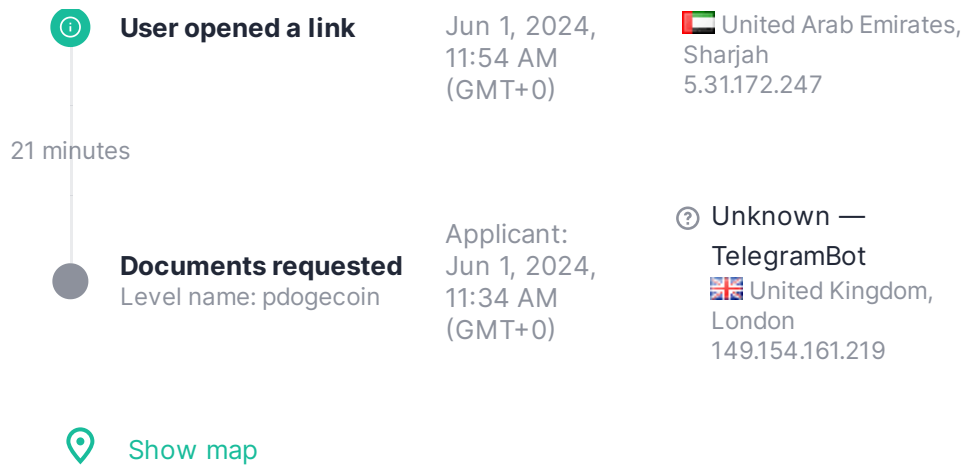 User opened a link
Jun 1, 2024,
11:54 AM
(GMT+0)
United Arab Emirates,
Sharjah
5.31.172.247
21 minutes
Documents requested
Level name: pdogecoin
Applicant:
Jun 1, 2024,
11:34 AM
(GMT+0)
Unknown —
TelegramBot
United Kingdom,
London
149.154.161.219
Show map